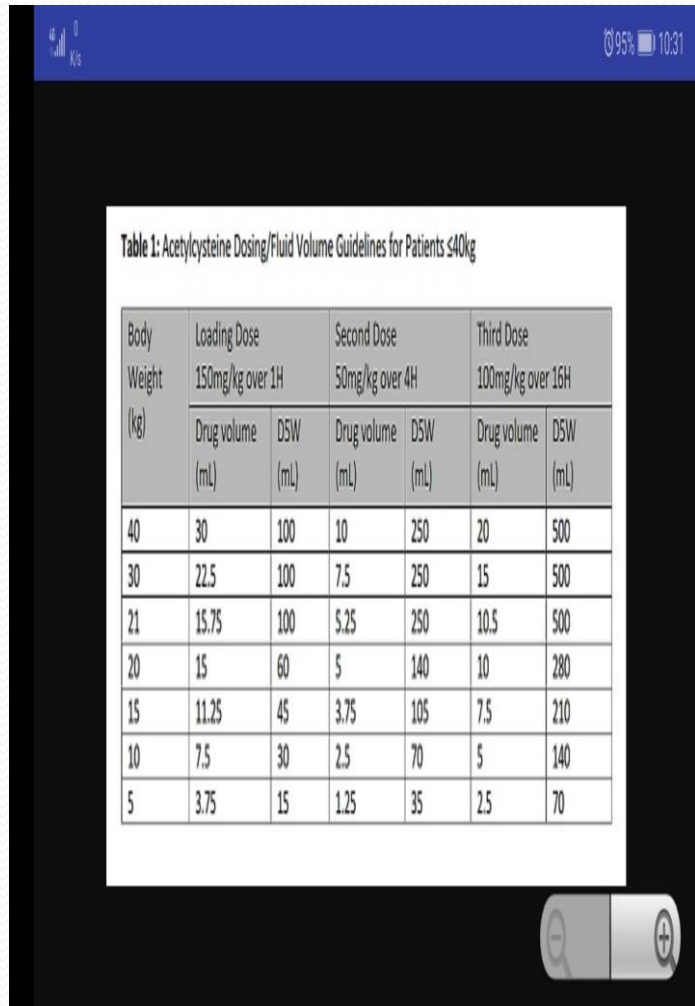 4G 0
K/s
95% 10:31
Table 1: Acetylcysteine Dosing/Fluid Volume Guidelines for Patients ≤40kg
Body Weight (kg) Loading Dose 150mg/kg over 1H Second Dose 50mg/kg over 4H Third Dose 100mg/kg over 16H
Drug volume (mL) D5W (mL) Drug volume (mL) D5W (mL) Drug volume (mL) D5W (mL)
40 30 100 10 250 20 500
30 22.5 100 7.5 250 15 500
21 15.75 100 5.25 250 10.5 500
20 15 60 5 140 10 280
15 11.25 45 3.75 105 7.5 210
10 7.5 30 2.5 70 5 140
5 3.75 15 1.25 35 2.5 70